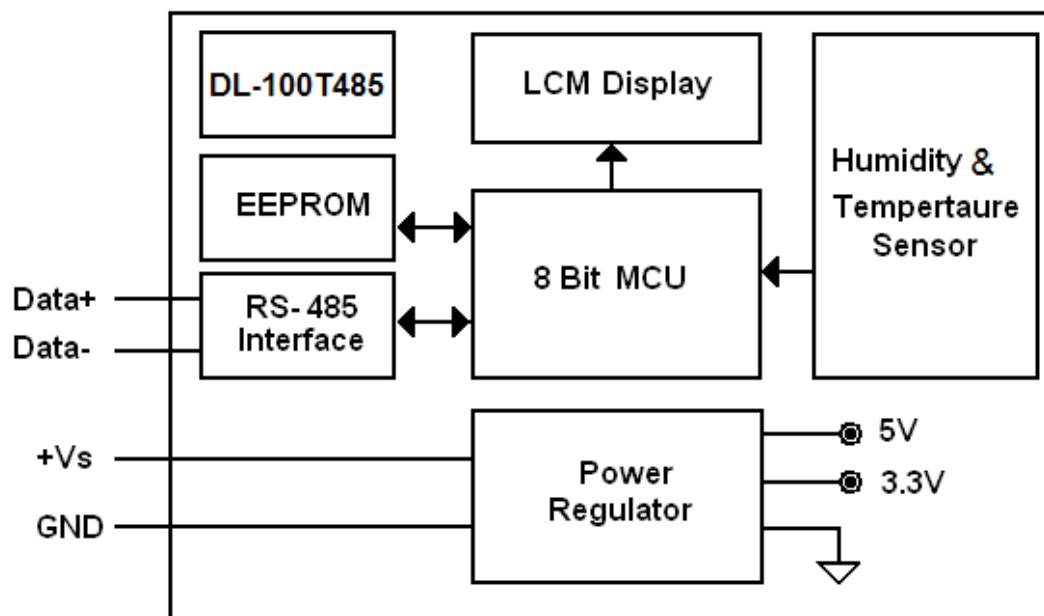 DL-100T485
LCM Display
Humidity &
Tempertaure
Sensor
EEPROM
8 Bit MCU
Data+
Data-
RS- 485
Interface
+Vs
GND
Power
Regulator
5V
3.3V